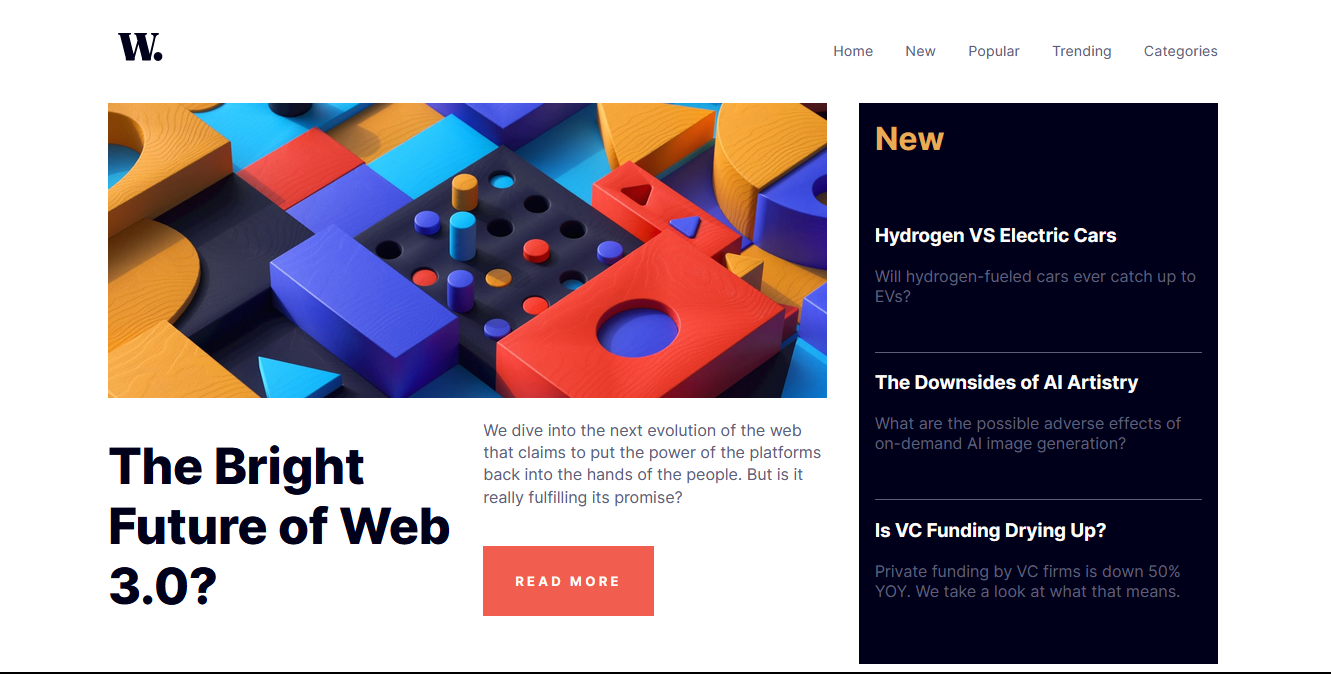 W.
Home New Popular Trending Categories
The Bright
Future of Web
3.0?
We dive into the next evolution of the web
that claims to put the power of the platforms
back into the hands of the people. But is it
really fulfilling its promise?
READ MORE
New
Hydrogen VS Electric Cars
Will hydrogen-fueled cars ever catch up to
EVs?
The Downsides of AI Artistry
What are the possible adverse effects of
on-demand AI image generation?
Is VC Funding Drying Up?
Private funding by VC firms is down 50%
YOY. We take a look at what that means.